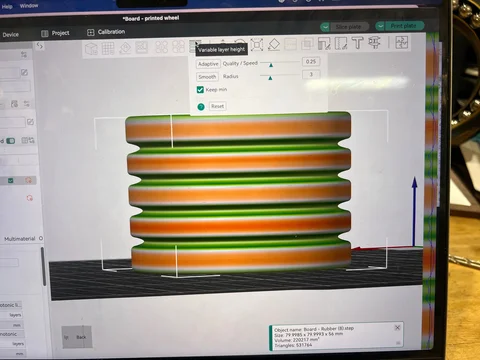 Window Help
*Board - printed wheel
Device Project Calibration
Slice plate Print plate
Variable layer height
Adaptive Quality / Speed 0.25
Smooth Radius
Keep min
? Reset
Multimaterial O
layers
mm
layers
mm
Back
Object name: Board - Rubber (B).step
Size: 79.9985 x 79.9993 x 56 mm
Volume: 220217 mm³
Triangles: 531764